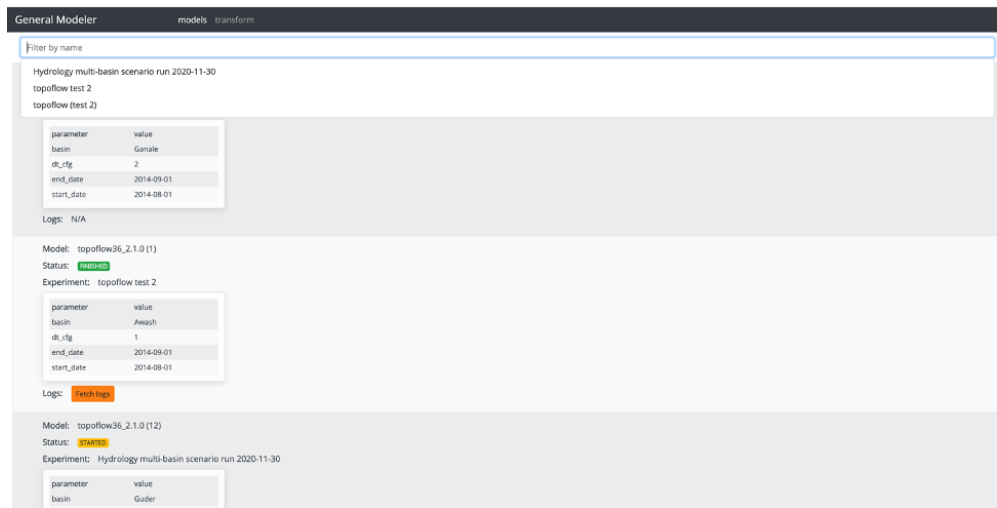 General Modeler models transform
Filter by name
Hydrology multi-basin scenario run 2020-11-30
topoflow test 2
topoflow (test 2)
parameter value
basin Ganale
dt_cfg 2
end_date 2014-09-01
start_date 2014-08-01
Logs: N/A
Model: topoflow36_2.1.0 (1)
Status: FINISHED
Experiment: topoflow test 2
parameter value
basin Awash
dt_cfg 1
end_date 2014-09-01
start_date 2014-08-01
Logs: Fetch logs
Model: topoflow36_2.1.0 (12)
Status: STARTED
Experiment: Hydrology multi-basin scenario run 2020-11-30
parameter value
basin Guder